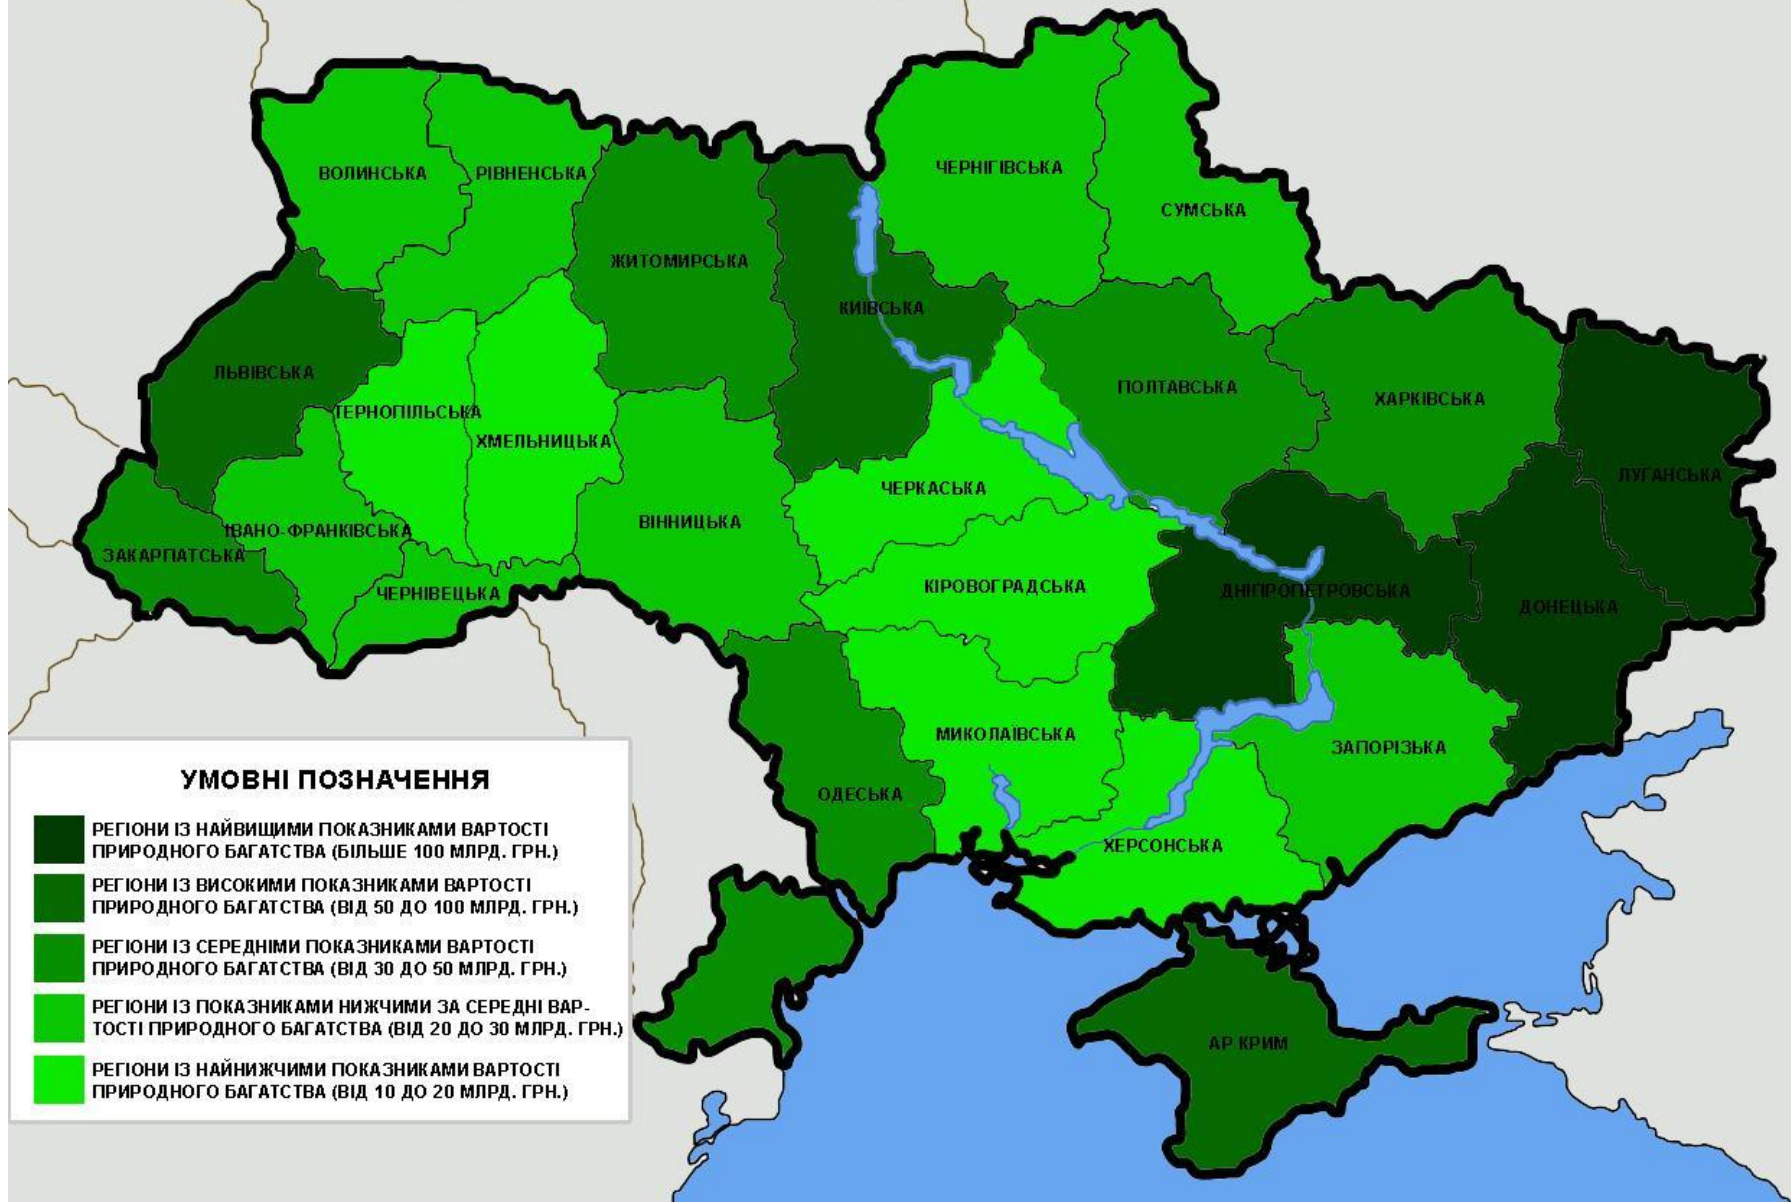 ВОЛИНСЬКА
РІВНЕНСЬКА
ЧЕРНІГІВСЬКА
СУМСЬКА
ЖИТОМИРСЬКА
КИЇВСЬКА
ЛЬВІВСЬКА
ТЕРНОПІЛЬСЬКА
ХМЕЛЬНИЦЬКА
ПОЛТАВСЬКА
ХАРКІВСЬКА
ЛУГАНСЬКА
ЧЕРКАСЬКА
ВІННИЦЬКА
ІВАНО-ФРАНКІВСЬКА
ЗАКАРПАТСЬКА
ЧЕРНІВЕЦЬКА
КІРОВОГРАДСЬКА
ДНІПРОПЕТРОВСЬКА
ДОНЕЦЬКА
МИКОЛАЇВСЬКА
ЗАПОРІЗЬКА
ОДЕСЬКА
ХЕРСОНСЬКА
АР КРИМ
УМОВНІ ПОЗНАЧЕННЯ
РЕГІОНИ ІЗ НАЙВИЩИМИ ПОКАЗНИКАМИ ВАРТОСТІ
ПРИРОДНОГО БАГАТСТВА (БІЛЬШЕ 100 МЛРД. ГРН.)
РЕГІОНИ ІЗ ВИСОКИМИ ПОКАЗНИКАМИ ВАРТОСТІ
ПРИРОДНОГО БАГАТСТВА (ВІД 50 ДО 100 МЛРД. ГРН.)
РЕГІОНИ ІЗ СЕРЕДНІМИ ПОКАЗНИКАМИ ВАРТОСТІ
ПРИРОДНОГО БАГАТСТВА (ВІД 30 ДО 50 МЛРД. ГРН.)
РЕГІОНИ ІЗ ПОКАЗНИКАМИ НИЖЧИМИ ЗА СЕРЕДНІ ВАР-
ТОСТІ ПРИРОДНОГО БАГАТСТВА (ВІД 20 ДО 30 МЛРД. ГРН.)
РЕГІОНИ ІЗ НАЙНИЖЧИМИ ПОКАЗНИКАМИ ВАРТОСТІ
ПРИРОДНОГО БАГАТСТВА (ВІД 10 ДО 20 МЛРД. ГРН.)